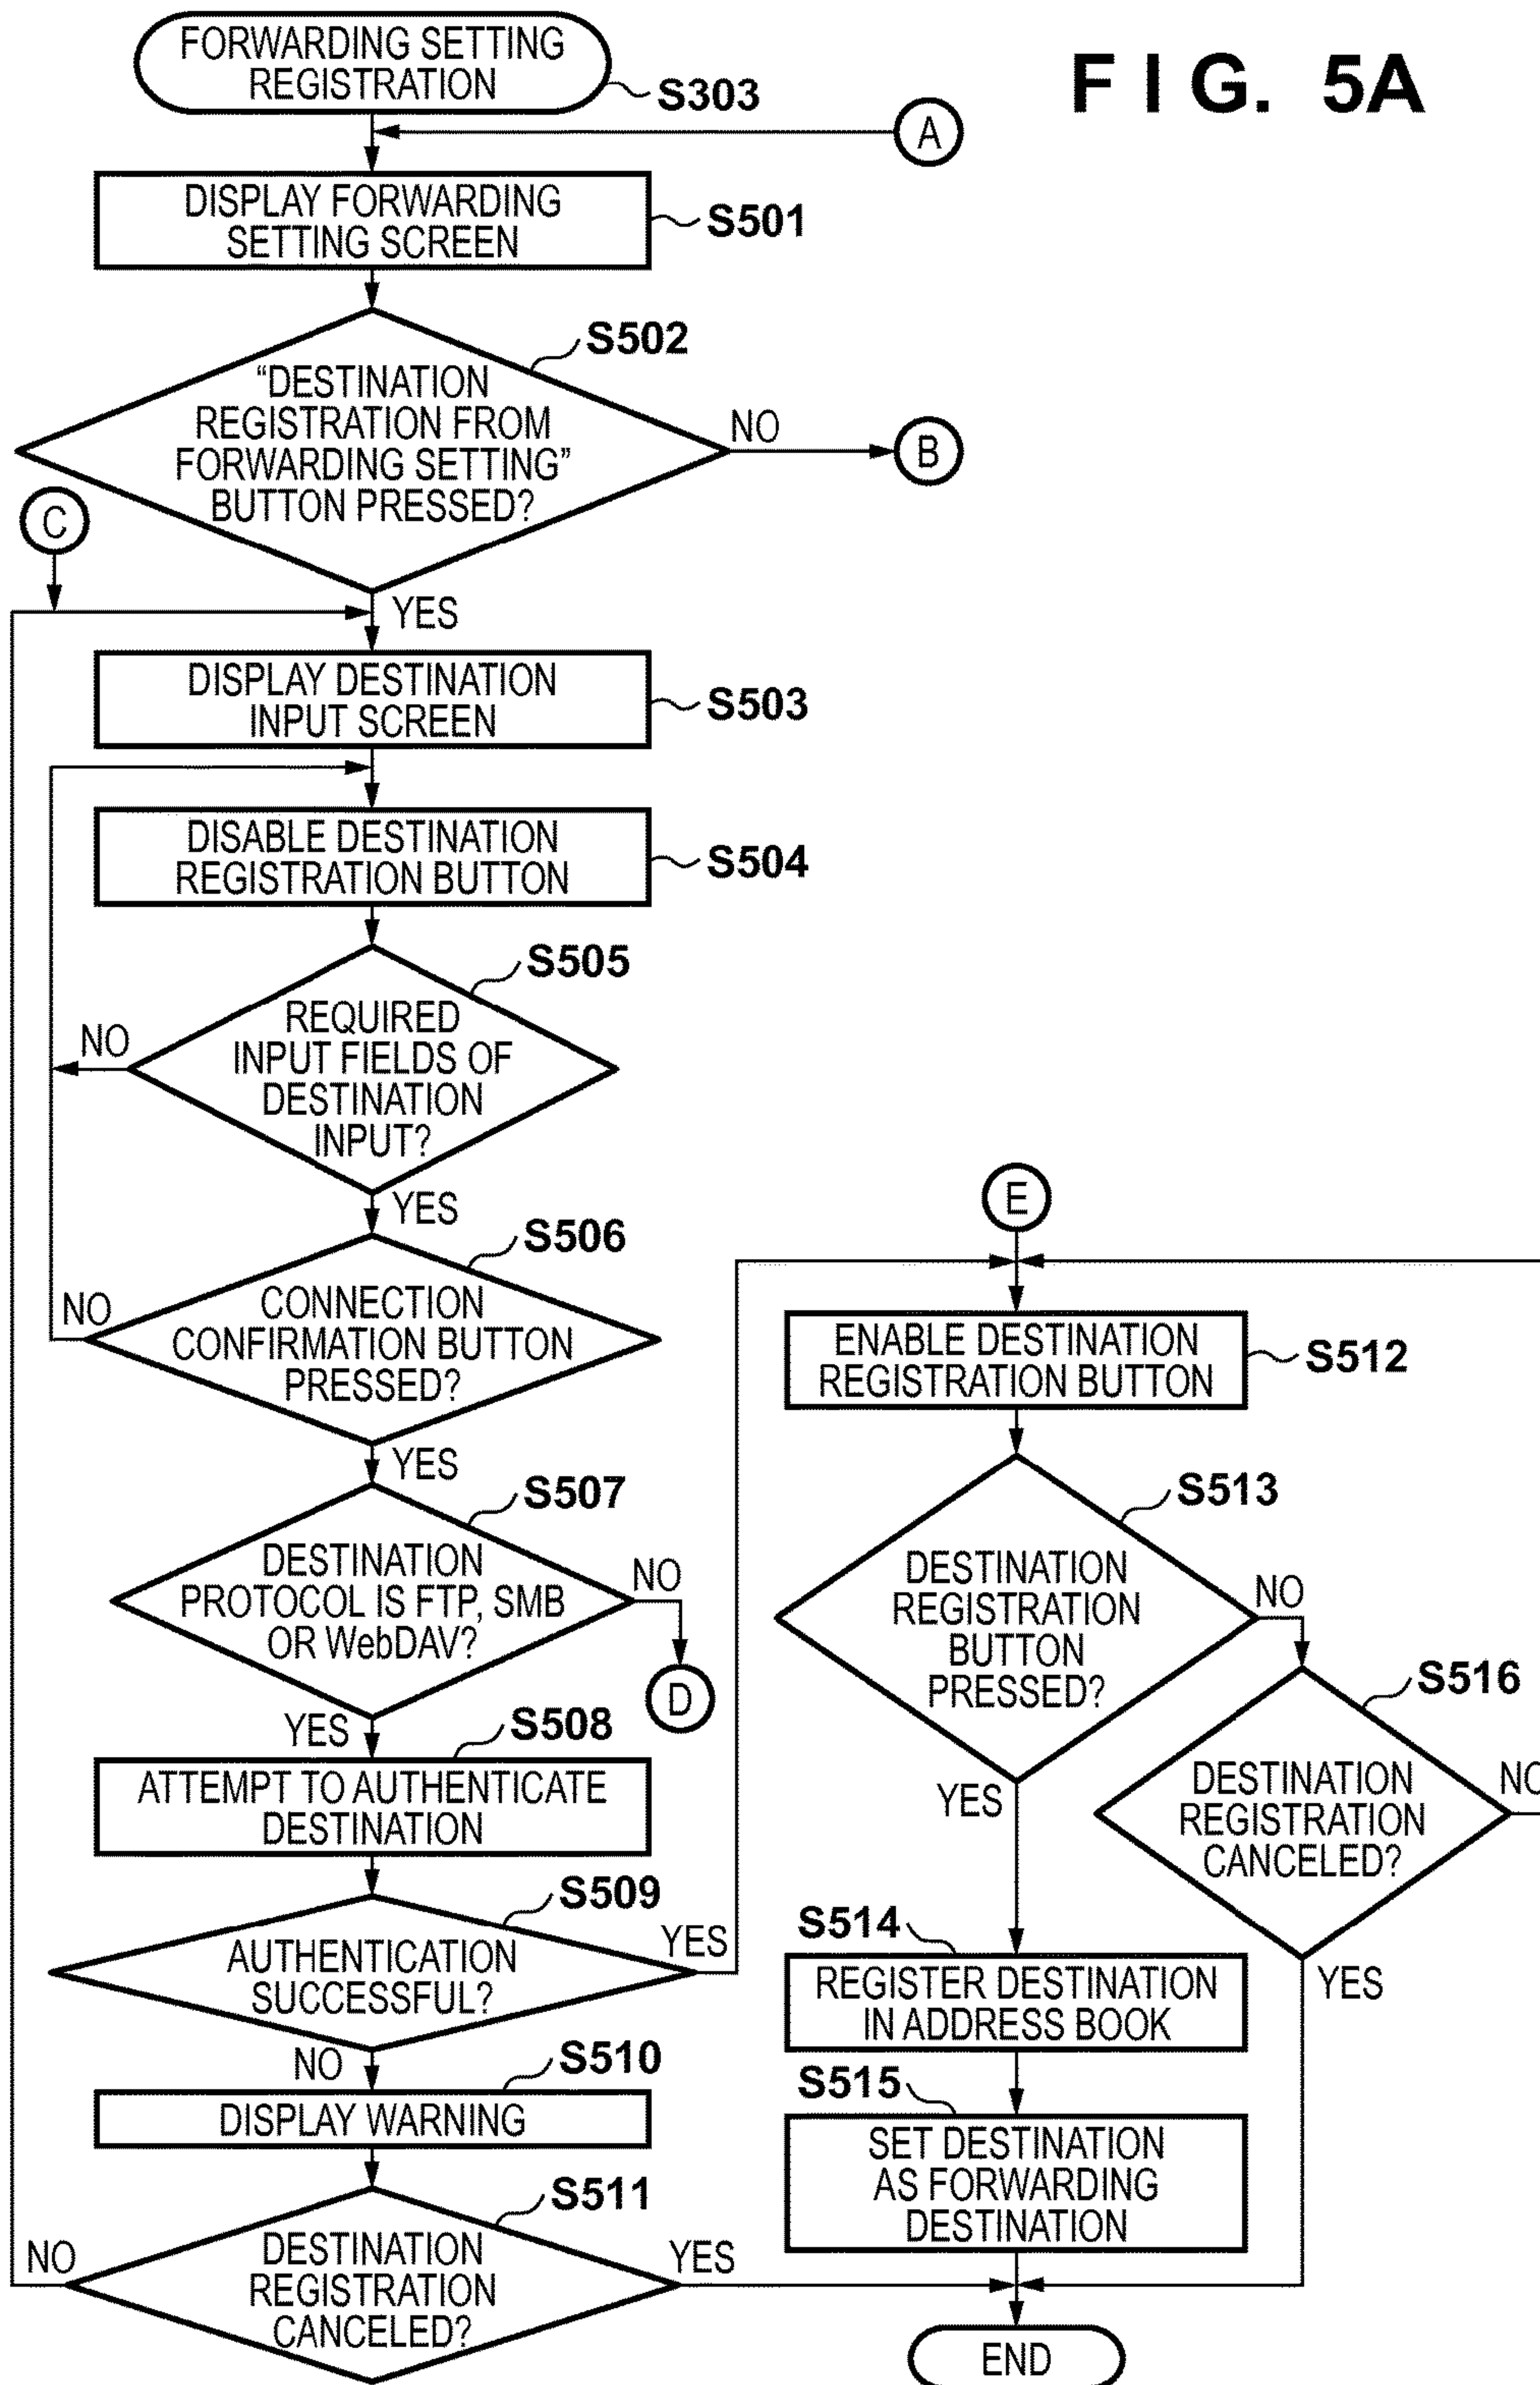 FORWARDING SETTING
REGISTRATION
S303
F I G. 5A
A
DISPLAY FORWARDING
SETTING SCREEN
S501
S502
“DESTINATION
REGISTRATION FROM
FORWARDING SETTING”
BUTTON PRESSED?
NO
B
C
YES
DISPLAY DESTINATION
INPUT SCREEN
S503
DISABLE DESTINATION
REGISTRATION BUTTON
S504
S505
REQUIRED
INPUT FIELDS OF
DESTINATION
INPUT?
NO
YES
S506
CONNECTION
CONFIRMATION BUTTON
PRESSED?
NO
YES
S507
DESTINATION
PROTOCOL IS FTP, SMB
OR WebDAV?
NO
D
YES
S508
ATTEMPT TO AUTHENTICATE
DESTINATION
S509
AUTHENTICATION
SUCCESSFUL?
YES
NO
S510
DISPLAY WARNING
S511
DESTINATION
REGISTRATION
CANCELED?
NO
YES
E
ENABLE DESTINATION
REGISTRATION BUTTON
S512
S513
DESTINATION
REGISTRATION
BUTTON
PRESSED?
NO
YES
S516
DESTINATION
REGISTRATION
CANCELED?
NO
YES
S514
REGISTER DESTINATION
IN ADDRESS BOOK
S515
SET DESTINATION
AS FORWARDING
DESTINATION
END